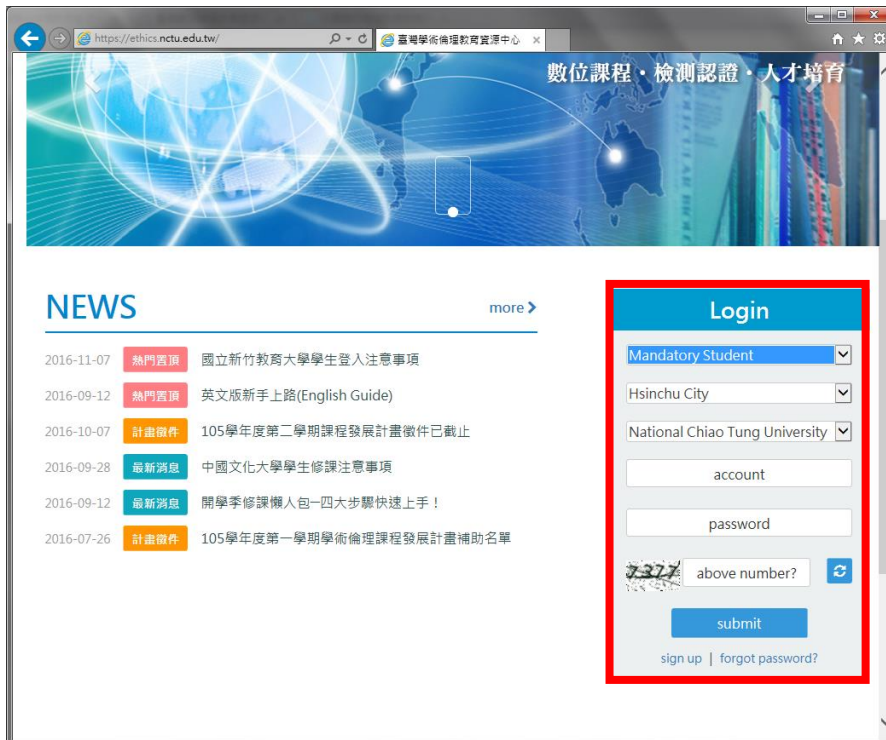 https://ethics.nctu.edu.tw/
臺灣學術倫理教育資源中心
數位課程・檢測認證・人才培育
NEWS
more
2016-11-07 熱門置頂 國立新竹教育大學學生登入注意事項
2016-09-12 熱門置頂 英文版新手上路(English Guide)
2016-10-07 計畫徵件 105學年度第二學期課程發展計畫徵件已截止
2016-09-28 最新消息 中國文化大學學生修課注意事項
2016-09-12 最新消息 開學季修課懶人包─四大步驟快速上手！
2016-07-26 計畫徵件 105學年度第一學期學術倫理課程發展計畫補助名單
Login
Mandatory Student
Hsinchu City
National Chiao Tung University
account
password
7377 above number?
submit
sign up | forgot password?